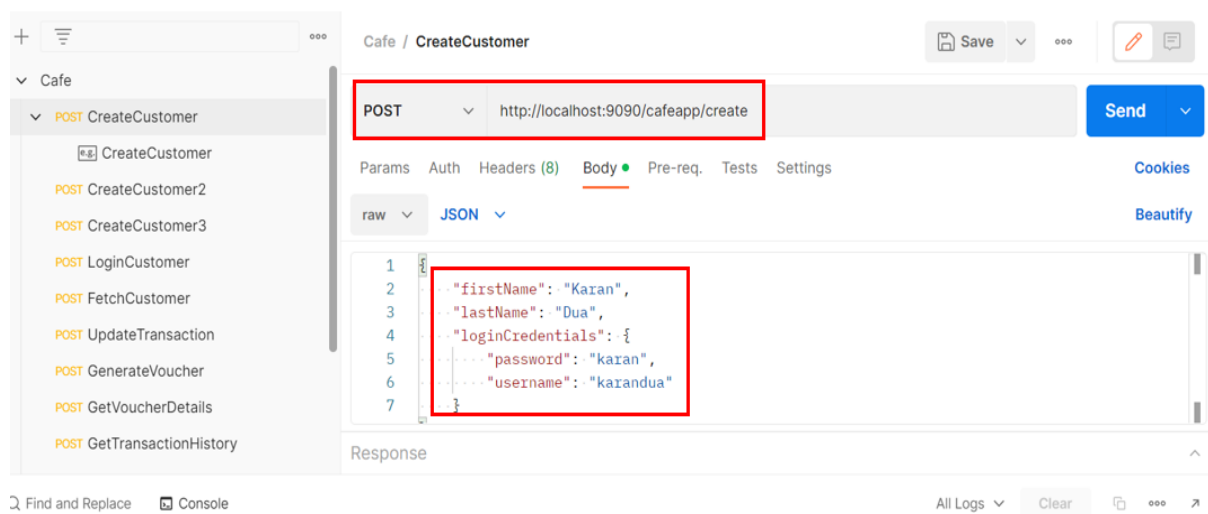 Cafe / CreateCustomer
Save
Cafe
POST CreateCustomer
e.g. CreateCustomer
POST CreateCustomer2
POST CreateCustomer3
POST LoginCustomer
POST FetchCustomer
POST UpdateTransaction
POST GenerateVoucher
POST GetVoucherDetails
POST GetTransactionHistory
POST http://localhost:9090/cafeapp/create Send
Params Auth Headers (8) Body Pre-req. Tests Settings Cookies
raw JSON Beautify
1 {
2 "firstName": "Karan",
3 "lastName": "Dua",
4 "loginCredentials": {
5 "password": "karan",
6 "username": "karandua"
7 }
Response
Find and Replace Console All Logs Clear